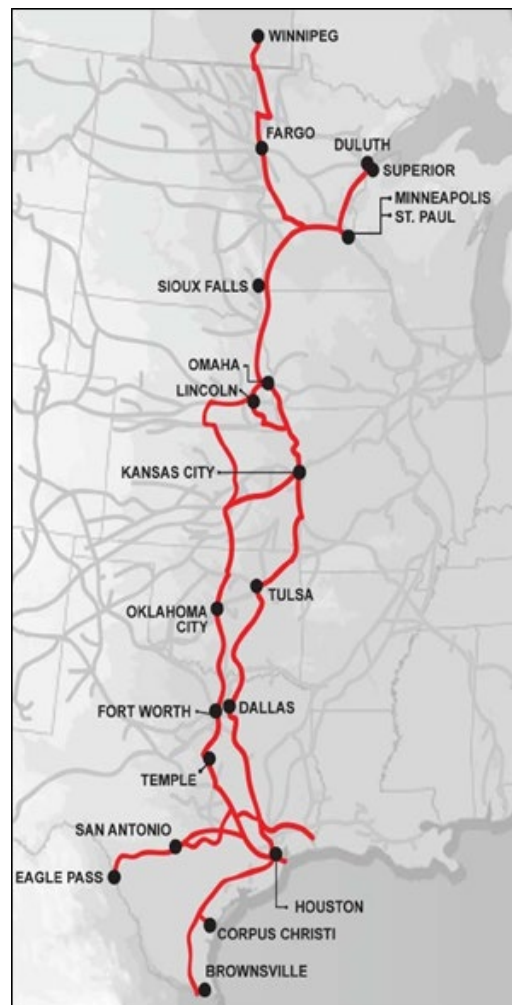 WINNIPEG
FARGO
DULUTH
SUPERIOR
MINNEAPOLIS
ST. PAUL
SIOUX FALLS
OMAHA
LINCOLN
KANSAS CITY
TULSA
OKLAHOMA
CITY
FORT WORTH
DALLAS
TEMPLE
SAN ANTONIO
EAGLE PASS
HOUSTON
CORPUS CHRISTI
BROWNSVILLE